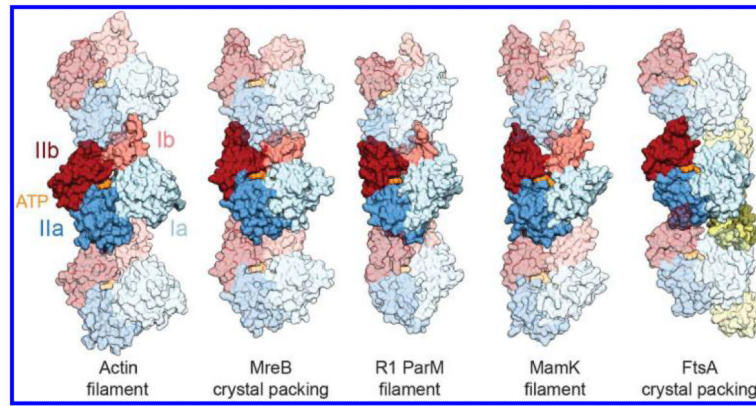 IIb
Ib
ATP
IIa
Ia
Actin
filament
MreB
crystal packing
R1 ParM
filament
MamK
filament
FtsA
crystal packing